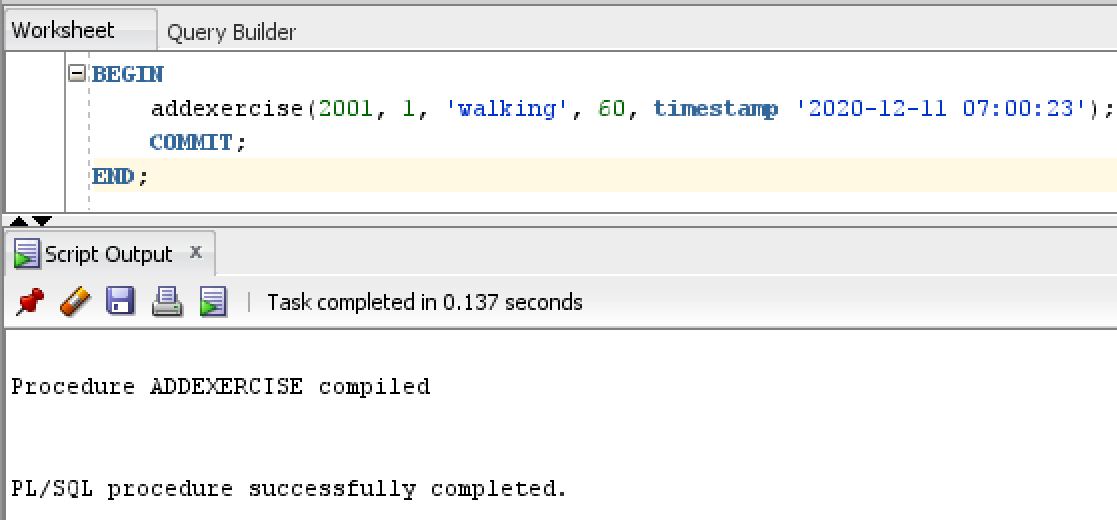 Worksheet Query Builder
BEGIN
addexercise(2001, 1, 'walking', 60, timestamp '2020-12-11 07:00:23');
COMMIT;
END;
Script Output x
Task completed in 0.137 seconds
Procedure ADDEXERCISE compiled
PL/SQL procedure successfully completed.